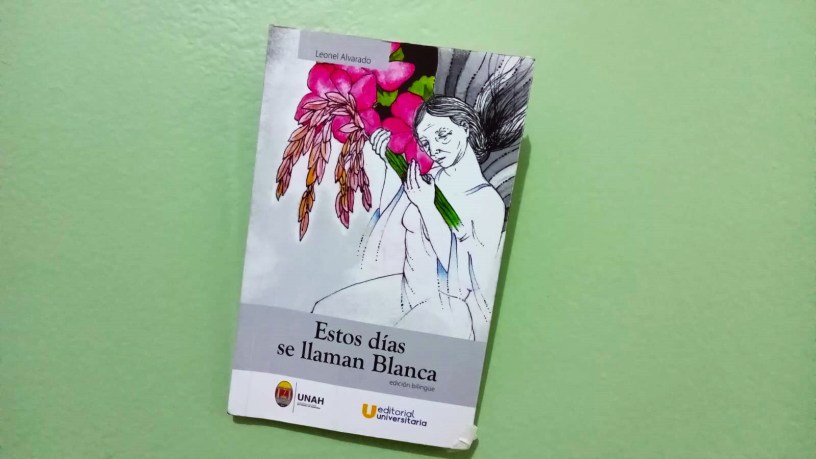 Leonel Alvarado
Estos días
se llaman Blanca
edición bilingüe
UNAH
editorial
universitaria